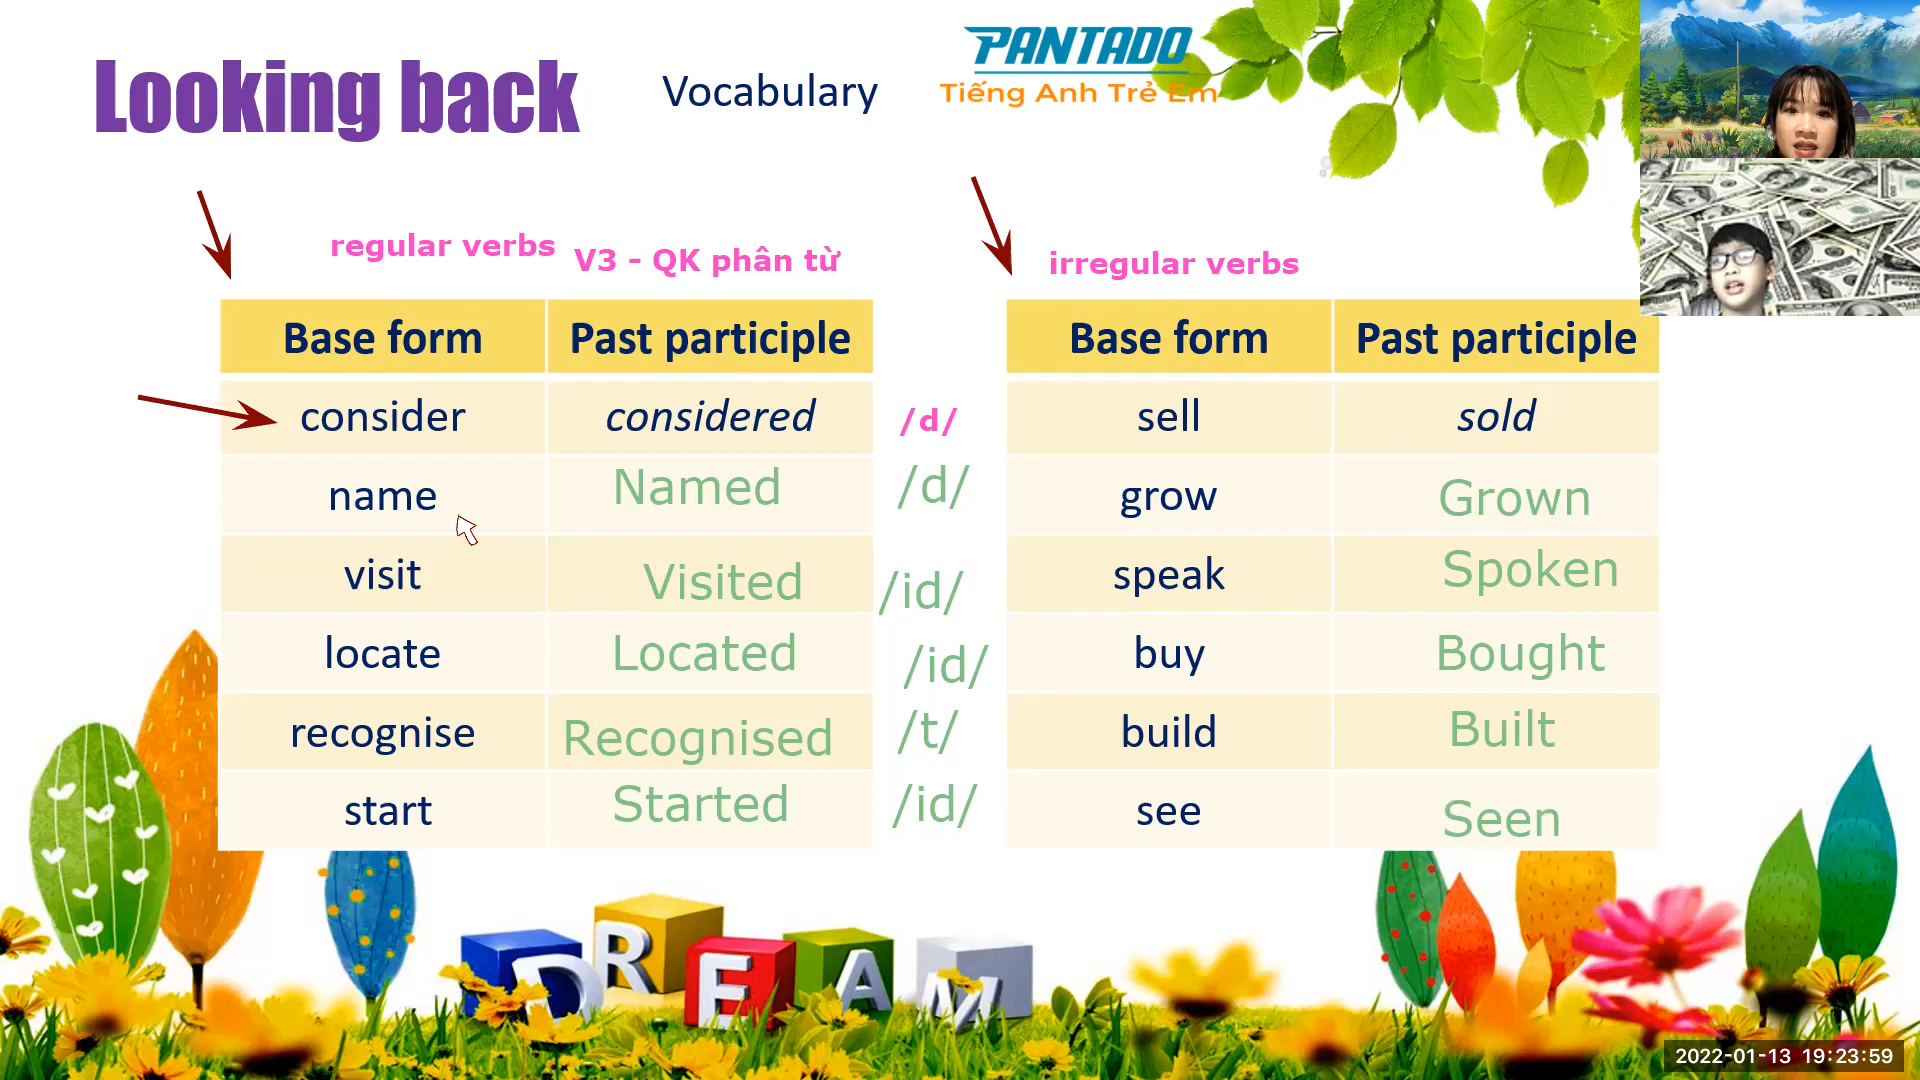 Looking back
Vocabulary
PANTADO
Tiếng Anh Trẻ Em
regular verbs
V3 - QK phân từ
irregular verbs
Base form Past participle
consider considered /d/
name Named /d/
visit Visited /id/
locate Located /id/
recognise Recognised /t/
start Started /id/
Base form Past participle
sell sold
grow Grown
speak Spoken
buy Bought
build Built
see Seen
DREAM
2022-01-13 19:23:59